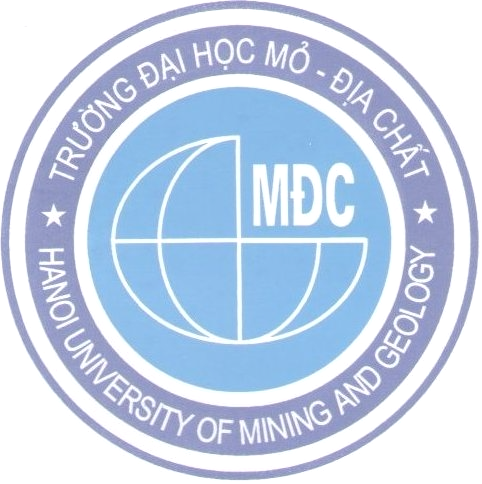 TRƯỜNG ĐẠI HỌC MỎ - ĐỊA CHẤT
MĐC
HANOI UNIVERSITY OF MINING AND GEOLOGY